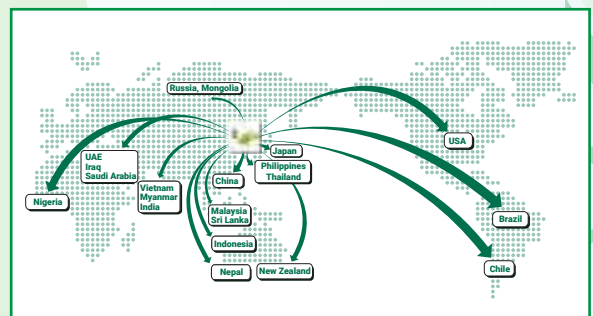 Russia, Mongolia
USA
Japan
UAE
Iraq
Saudi Arabia
Philippines
Thailand
China
Vietnam
Myanmar
India
Nigeria
Malaysia
Sri Lanka
Brazil
Indonesia
Nepal
New Zealand
Chile